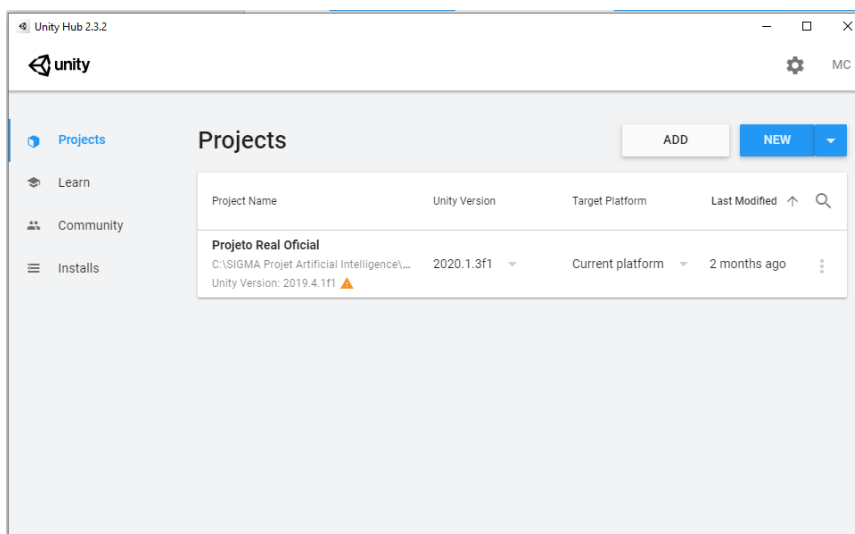 Unity Hub 2.3.2
unity
MC
Projects
Learn
Community
Installs
Projects
ADD
NEW
Project Name Unity Version Target Platform Last Modified
Projeto Real Oficial
C:\SIGMA Projet Artificial Intelligence\...
Unity Version: 2019.4.1f1
2020.1.3f1 Current platform 2 months ago